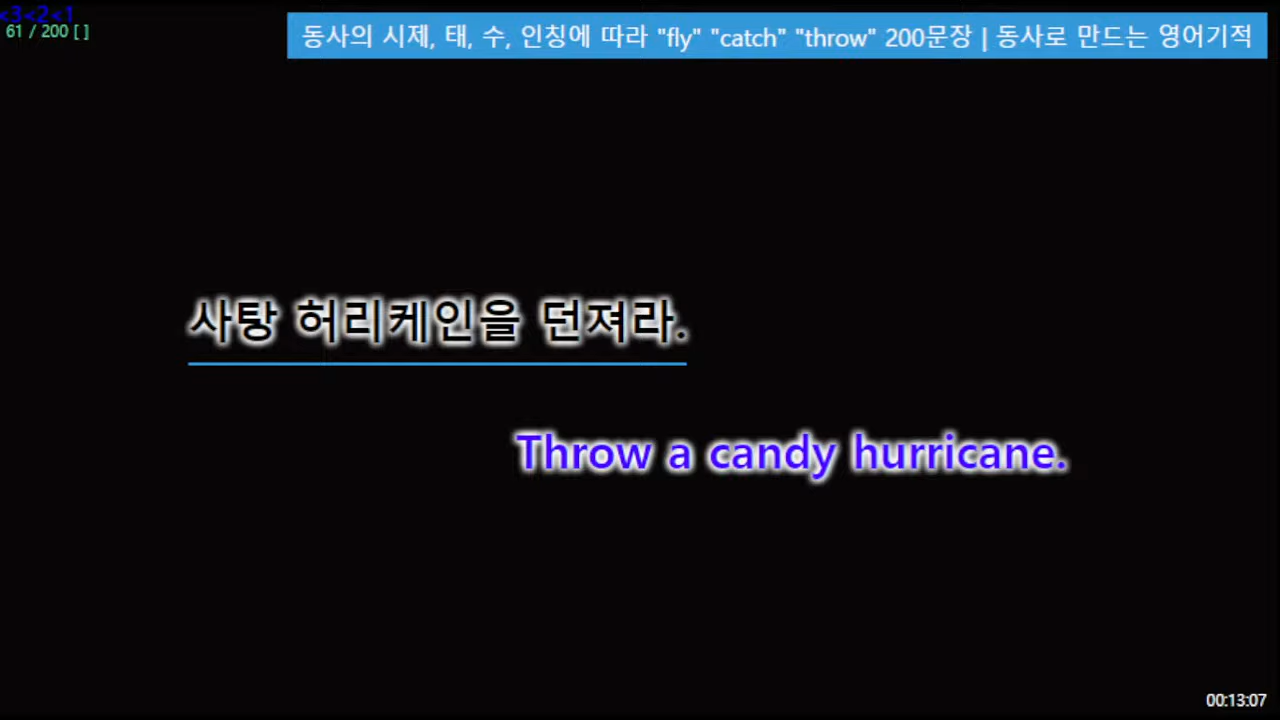 <3<2<1
61 / 200 [ ]
동사의 시제, 태, 수, 인칭에 따라 "fly" "catch" "throw" 200문장 | 동사로 만드는 영어기적
사탕 허리케인을 던져라.
Throw a candy hurricane.
00:13:07